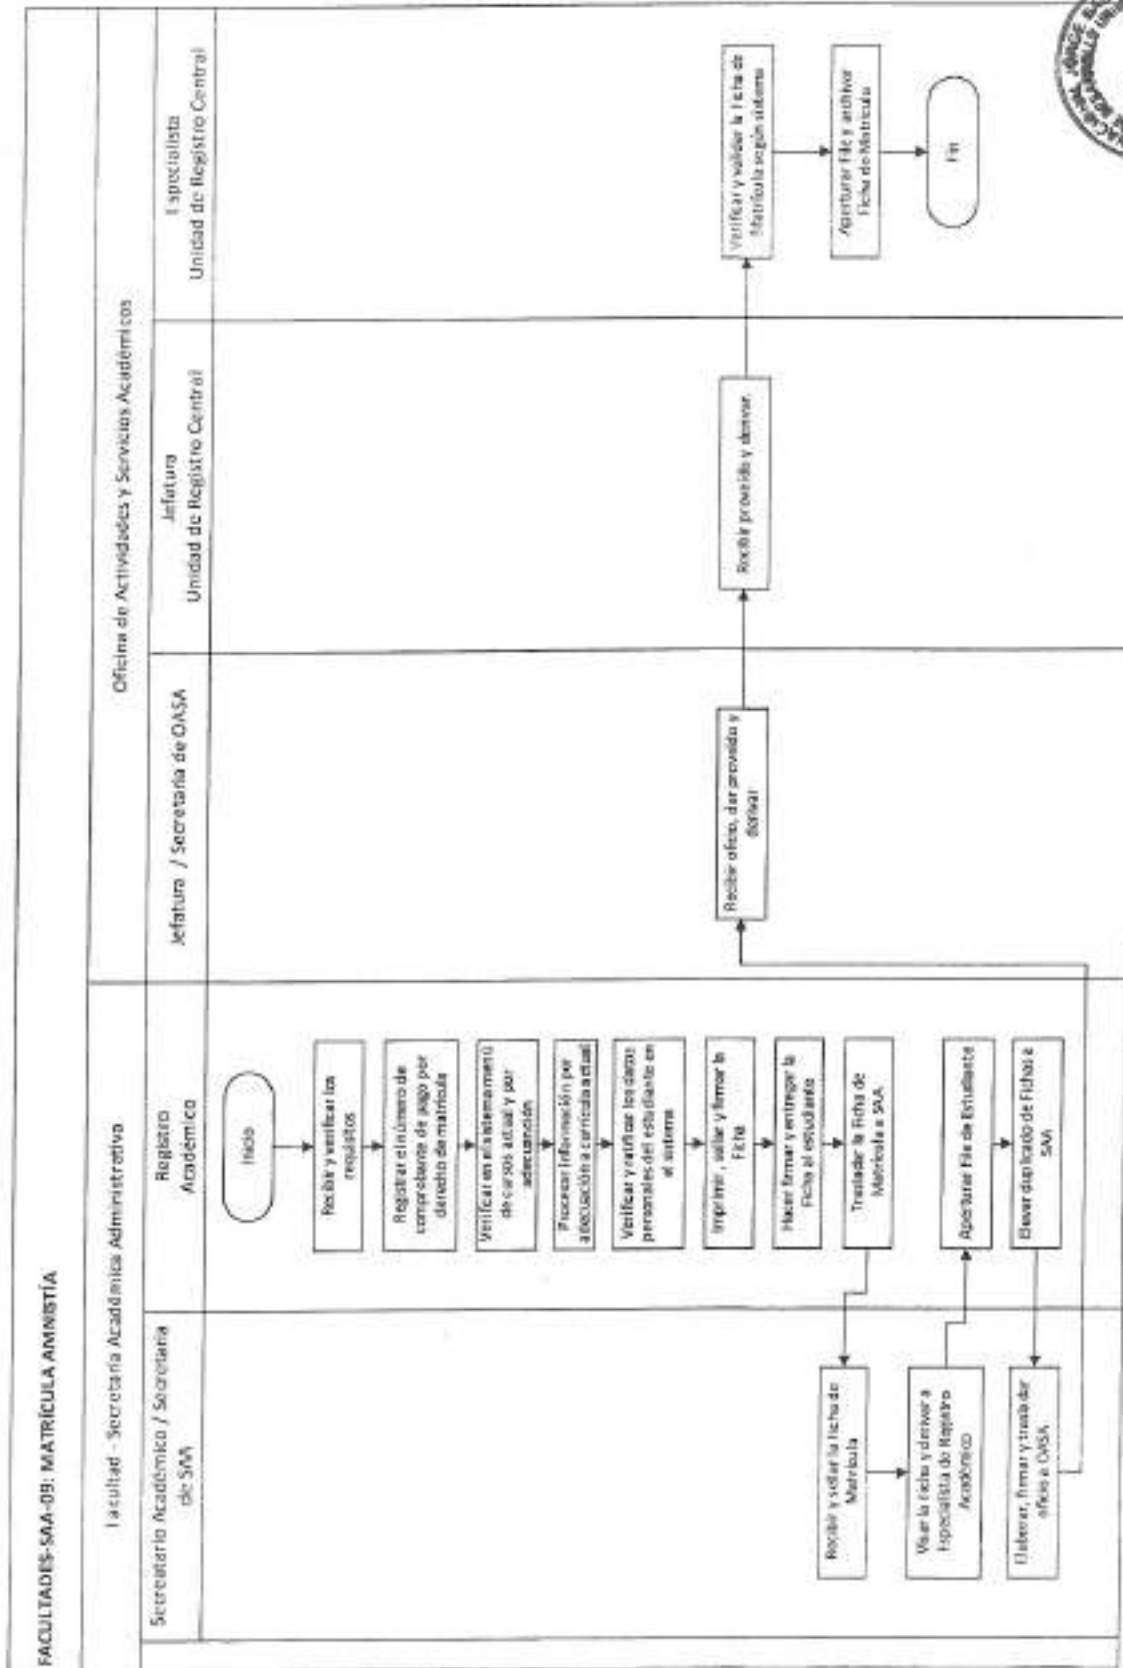 FACULTADES-SAA-09: MATRÍCULA AMNISTÍA
Facultad - Secretaría Académica Administrativa
Oficina de Actividades y Servicios Académicos
Secretario Académico / Secretaria
de SAA
Registro
Académico
Jefatura / Secretaría de OASA
Jefatura
Unidad de Registro Central
Especialista
Unidad de Registro Central
Inicio
Recibir y verificar los
requisitos
Registrar el número de
comprobante de pago por
derecho de matrícula
Verificar en el sistema menú
de cursos actual y por
adecuación
Procesar información por
adecuación a currícula actual
Verificar y ratificar los datos
personales del estudiante en
el sistema
Imprimir, sellar y firmar la
Ficha
Hacer firmar y entregar la
Ficha al estudiante
Trasladar la Ficha de
Matrícula a SAA
Recibir y sellar la ficha de
Matrícula
Visar la ficha y derivar a
Especialista de Registro
Académico
Aperturar File de Estudiante
Elevar duplicado de Fichas a
SAA
Elaborar, firmar y trasladar
oficio a OASA
Recibir oficio, dar proveído y
derivar
Recibir proveído y derivar.
Verificar y validar la Ficha de
Matrícula según sistema
Aperturar File y archivar
Ficha de Matrícula
Fin
JORGE